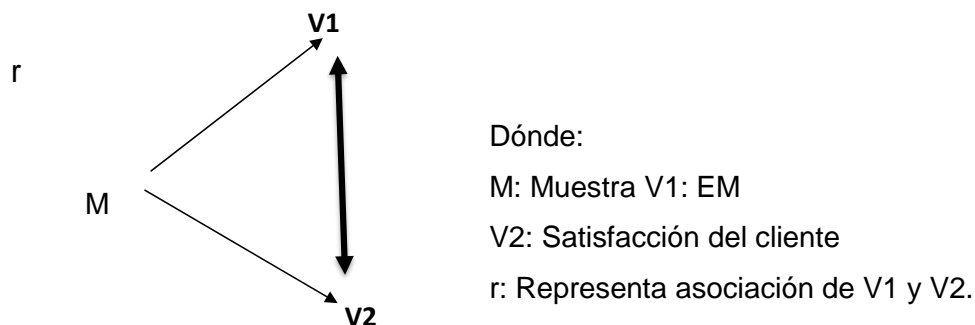 V1
r
M
V2
Dónde:
M: Muestra V1: EM
V2: Satisfacción del cliente
r: Representa asociación de V1 y V2.